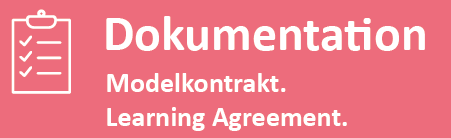 Dokumentation
Modelkontrakt.
Learning Agreement.